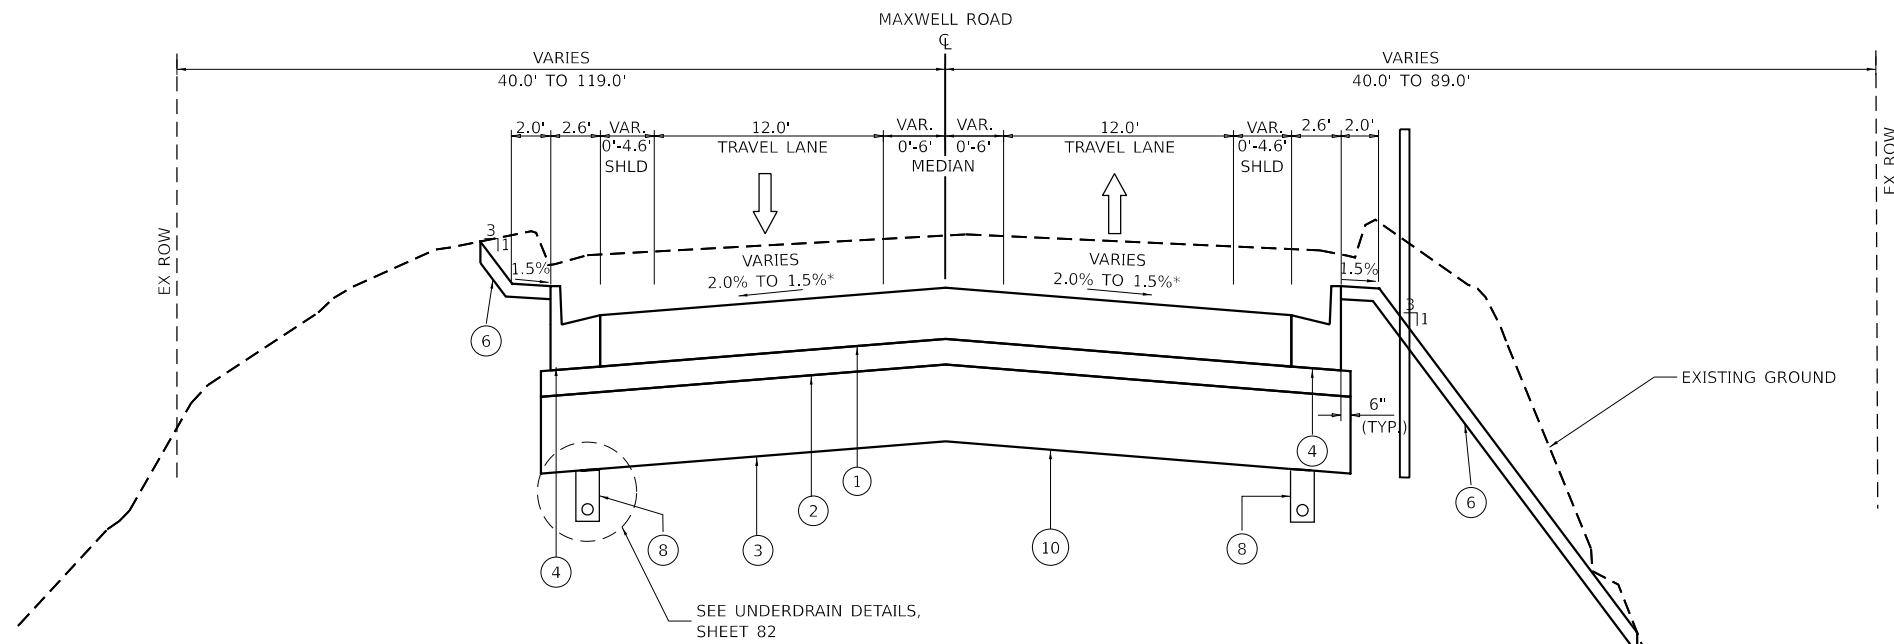 MAXWELL ROAD
℄
VARIES
40.0' TO 119.0'
VARIES
40.0' TO 89.0'
2.0'
2.6'
VAR.
0'-4.6'
SHLD
12.0'
TRAVEL LANE
VAR.
0'-6'
VAR.
0'-6'
MEDIAN
12.0'
TRAVEL LANE
VAR.
0'-4.6'
SHLD
2.6'
2.0'
EX ROW
EX ROW
3
1
1.5%
VARIES
2.0% TO 1.5%*
VARIES
2.0% TO 1.5%*
1.5%
3
1
6
EXISTING GROUND
6"
(TYP.)
4
1
2
6
8
3
10
8
4
SEE UNDERDRAIN DETAILS,
SHEET 82